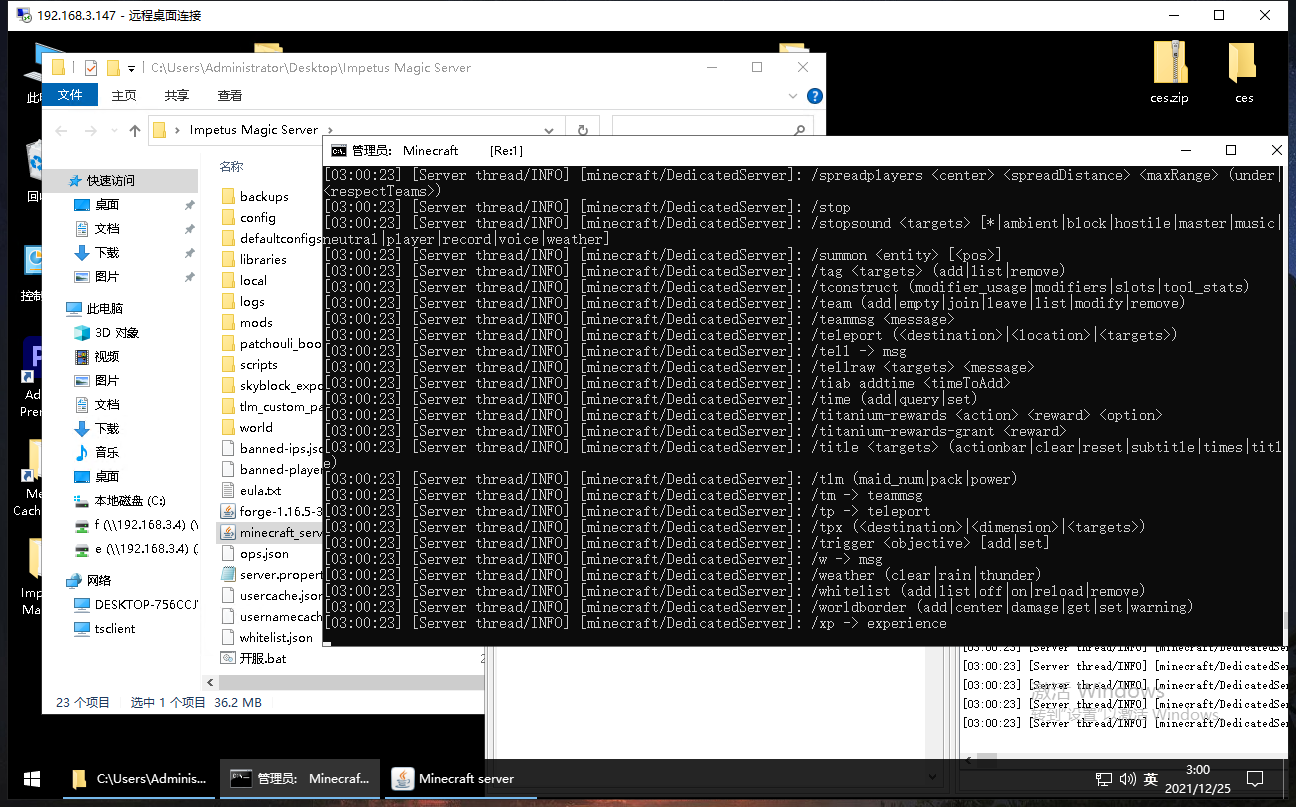 192.168.3.147 - 远程桌面连接
C:\Users\Administrator\Desktop\Impetus Magic Server
文件 主页 共享 查看
Impetus Magic Server
ces.zip
ces
名称
快速访问
桌面
文档
下载
图片
此电脑
3D 对象
视频
图片
文档
下载
音乐
桌面
本地磁盘 (C:)
f (\\192.168.3.4) (\
e (\\192.168.3.4) (
网络
DESKTOP-756CCJ
tsclient
backups
config
defaultconfigs
libraries
local
logs
mods
patchouli_boo
scripts
skyblock_expo
tlm_custom_pa
world
banned-ips.jsc
banned-player
eula.txt
forge-1.16.5-3
minecraft_serv
ops.json
server.propert
usercache.json
usernamecach
whitelist.json
开服.bat
23 个项目 选中 1 个项目 36.2 MB
管理员: Minecraft [Re:1]
[03:00:23] [Server thread/INFO] [minecraft/DedicatedServer]: /spreadplayers <center> <spreadDistance> <maxRange> (under|
<respectTeams>)
[03:00:23] [Server thread/INFO] [minecraft/DedicatedServer]: /stop
[03:00:23] [Server thread/INFO] [minecraft/DedicatedServer]: /stopsound <targets> [*|ambient|block|hostile|master|music|
neutral|player|record|voice|weather]
[03:00:23] [Server thread/INFO] [minecraft/DedicatedServer]: /summon <entity> [<pos>]
[03:00:23] [Server thread/INFO] [minecraft/DedicatedServer]: /tag <targets> (add|list|remove)
[03:00:23] [Server thread/INFO] [minecraft/DedicatedServer]: /tconstruct (modifier_usage|modifiers|slots|tool_stats)
[03:00:23] [Server thread/INFO] [minecraft/DedicatedServer]: /team (add|empty|join|leave|list|modify|remove)
[03:00:23] [Server thread/INFO] [minecraft/DedicatedServer]: /teammsg <message>
[03:00:23] [Server thread/INFO] [minecraft/DedicatedServer]: /teleport (<destination>|<location>|<targets>)
[03:00:23] [Server thread/INFO] [minecraft/DedicatedServer]: /tell -> msg
[03:00:23] [Server thread/INFO] [minecraft/DedicatedServer]: /tellraw <targets> <message>
[03:00:23] [Server thread/INFO] [minecraft/DedicatedServer]: /tiab addtime <timeToAdd>
[03:00:23] [Server thread/INFO] [minecraft/DedicatedServer]: /time (add|query|set)
[03:00:23] [Server thread/INFO] [minecraft/DedicatedServer]: /titanium-rewards <action> <reward> <option>
[03:00:23] [Server thread/INFO] [minecraft/DedicatedServer]: /titanium-rewards-grant <reward>
[03:00:23] [Server thread/INFO] [minecraft/DedicatedServer]: /title <targets> (actionbar|clear|reset|subtitle|times|titl
e)
[03:00:23] [Server thread/INFO] [minecraft/DedicatedServer]: /tlm (maid_num|pack|power)
[03:00:23] [Server thread/INFO] [minecraft/DedicatedServer]: /tm -> teammsg
[03:00:23] [Server thread/INFO] [minecraft/DedicatedServer]: /tp -> teleport
[03:00:23] [Server thread/INFO] [minecraft/DedicatedServer]: /tpx (<destination>|<dimension>|<targets>)
[03:00:23] [Server thread/INFO] [minecraft/DedicatedServer]: /trigger <objective> [add|set]
[03:00:23] [Server thread/INFO] [minecraft/DedicatedServer]: /w -> msg
[03:00:23] [Server thread/INFO] [minecraft/DedicatedServer]: /weather (clear|rain|thunder)
[03:00:23] [Server thread/INFO] [minecraft/DedicatedServer]: /whitelist (add|list|off|on|reload|remove)
[03:00:23] [Server thread/INFO] [minecraft/DedicatedServer]: /worldborder (add|center|damage|get|set|warning)
[03:00:23] [Server thread/INFO] [minecraft/DedicatedServer]: /xp -> experience
[03:00:23] [Server thread/INFO] [minecraft/DedicatedSer
[03:00:23] [Server thread/INFO] [minecraft/DedicatedSer
[03:00:23] [Server thread/INFO] [minecraft/DedicatedSer
[03:00:23] [Server thread/INFO] [minecraft/DedicatedSer
[03:00:23] [Server thread/INFO] [minecraft/DedicatedSer
激活 Windows
转到"设置"以激活 Windows。
C:\Users\Adminis...
管理员: Minecraf...
Minecraft server
英
3:00
2021/12/25